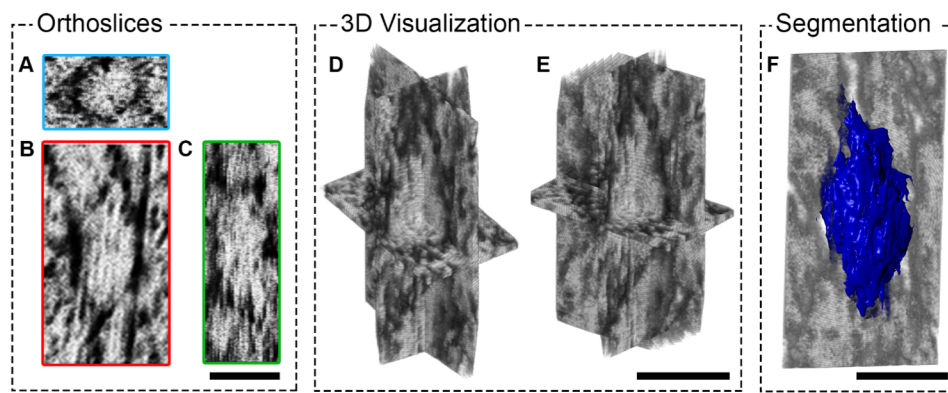 Orthoslices
3D Visualization
Segmentation
A
D
E
F
B
C